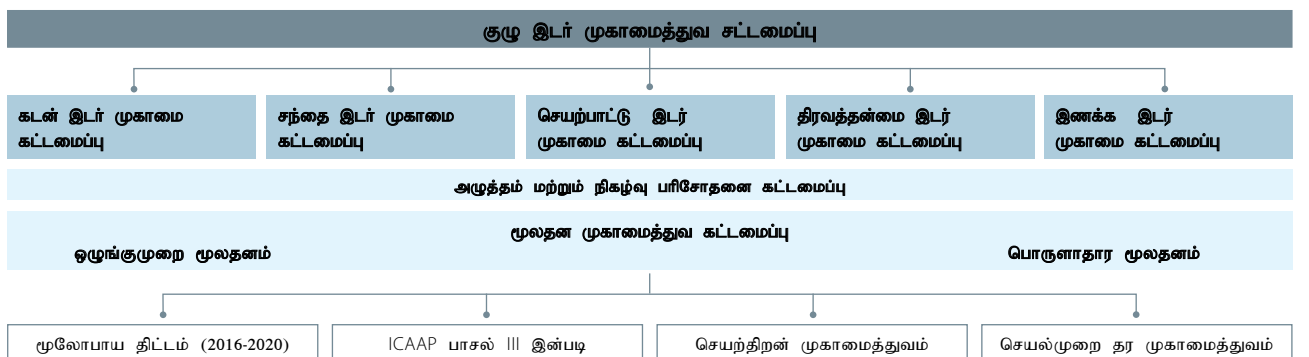 குழு இடர் முகாமைத்துவ சட்டமைப்பு
கடன் இடர் முகாமை
கட்டமைப்பு
சந்தை இடர் முகாமை
கட்டமைப்பு
செயற்பாட்டு இடர்
முகாமை கட்டமைப்பு
திரவத்தன்மை இடர்
முகாமை கட்டமைப்பு
இணக்க இடர்
முகாமை கட்டமைப்பு
அழுத்தம் மற்றும் நிகழ்வு பரிசோதனை கட்டமைப்பு
மூலதன முகாமைத்துவ கட்டமைப்பு
ஒழுங்குமுறை மூலதனம்
பொருளாதார மூலதனம்
மூலோபாய திட்டம் (2016-2020)
ICAAP பாசல் III இன்படி
செயற்திறன் முகாமைத்துவம்
செயல்முறை தர முகாமைத்துவம்